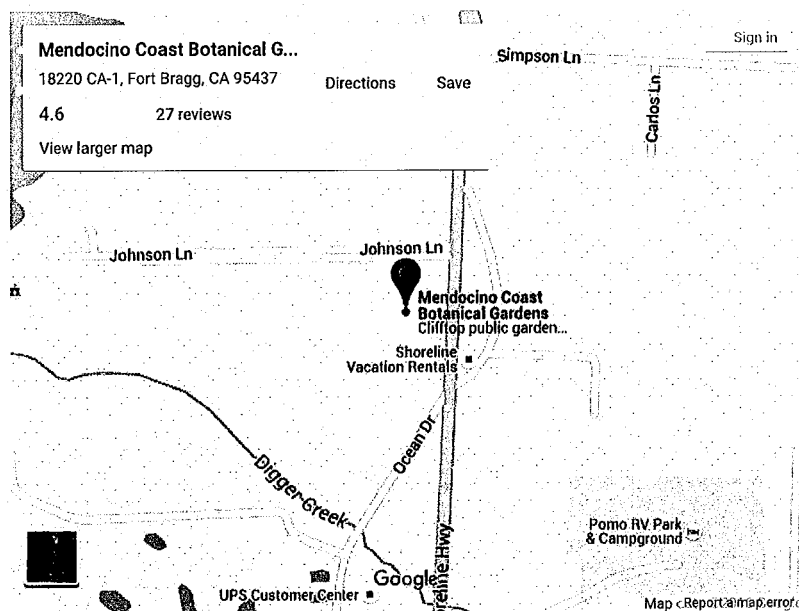 Mendocino Coast Botanical G...
18220 CA-1, Fort Bragg, CA 95437
Directions
Save
4.6
27 reviews
View larger map
Sign in
Simpson Ln
Carlos Ln
Johnson Ln
Johnson Ln
Mendocino Coast
Botanical Gardens
Clifftop public garden...
Shoreline
Vacation Rentals
Ocean Dr
Digger Creek
Pomo RV Park
& Campground
reline Hwy
Google
UPS Customer Center
Map
Report a map error